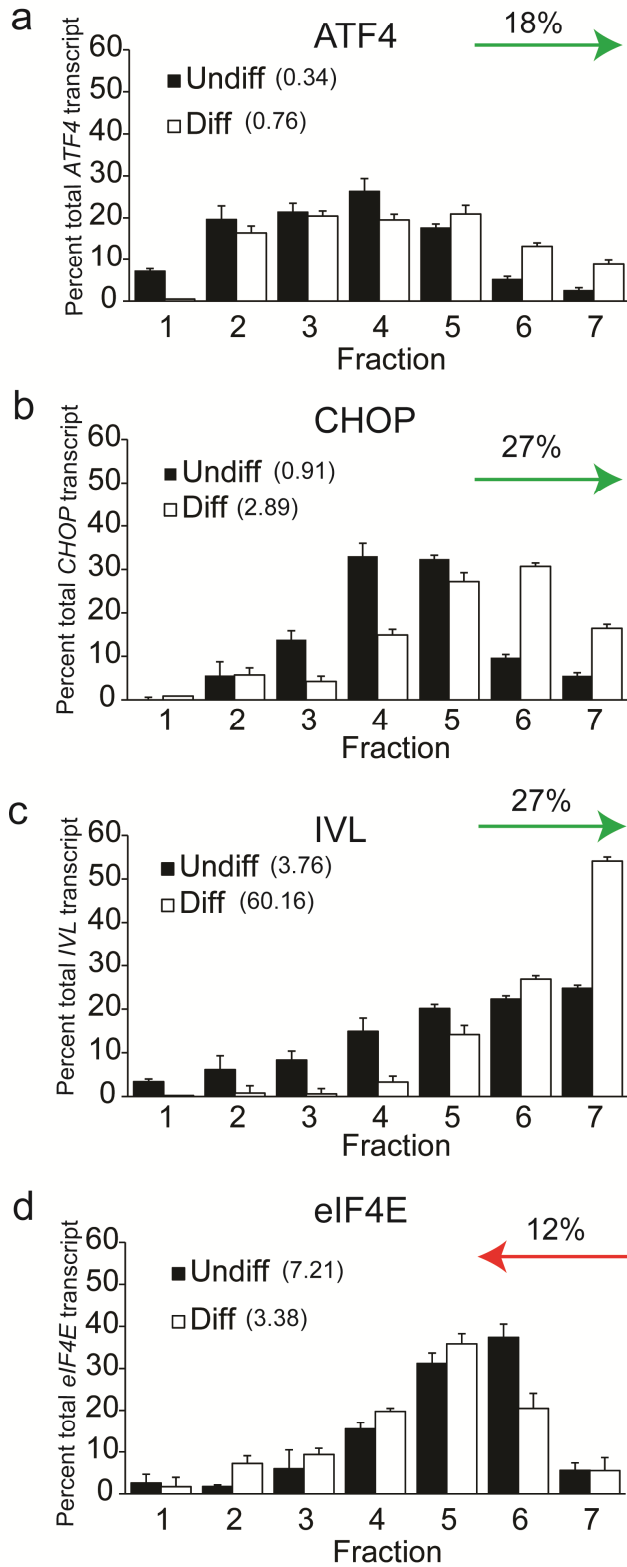 a
ATF4
18%
Percent total ATF4 transcript
60
50
40
30
20
10
0
Undiff (0.34)
Diff (0.76)
1 2 3 4 5 6 7
Fraction
b
CHOP
27%
Percent total CHOP transcript
60
50
40
30
20
10
0
Undiff (0.91)
Diff (2.89)
1 2 3 4 5 6 7
Fraction
c
IVL
27%
Percent total IVL transcript
60
50
40
30
20
10
0
Undiff (3.76)
Diff (60.16)
1 2 3 4 5 6 7
Fraction
d
eIF4E
12%
Percent total eIF4E transcript
60
50
40
30
20
10
0
Undiff (7.21)
Diff (3.38)
1 2 3 4 5 6 7
Fraction